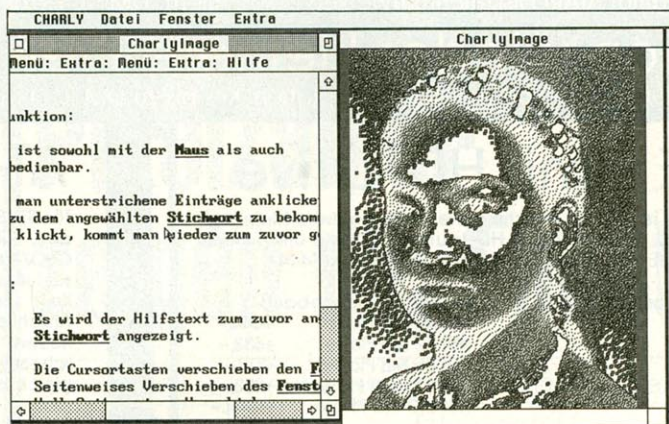 CHARLY Datei Fenster Extra
CharlyImage
Menü: Extra: Menü: Extra: Hilfe
unktion:
ist sowohl mit der Maus als auch
bedienbar.
man unterstrichene Einträge anklicke
zu dem angewählten Stichwort zu bekom
klickt, kommt man wieder zum zuvor g
:
Es wird der Hilfstext zum zuvor an
Stichwort angezeigt.
Die Cursortasten verschieben den F
Seitenweises Verschieben des Fenst
CharlyImage